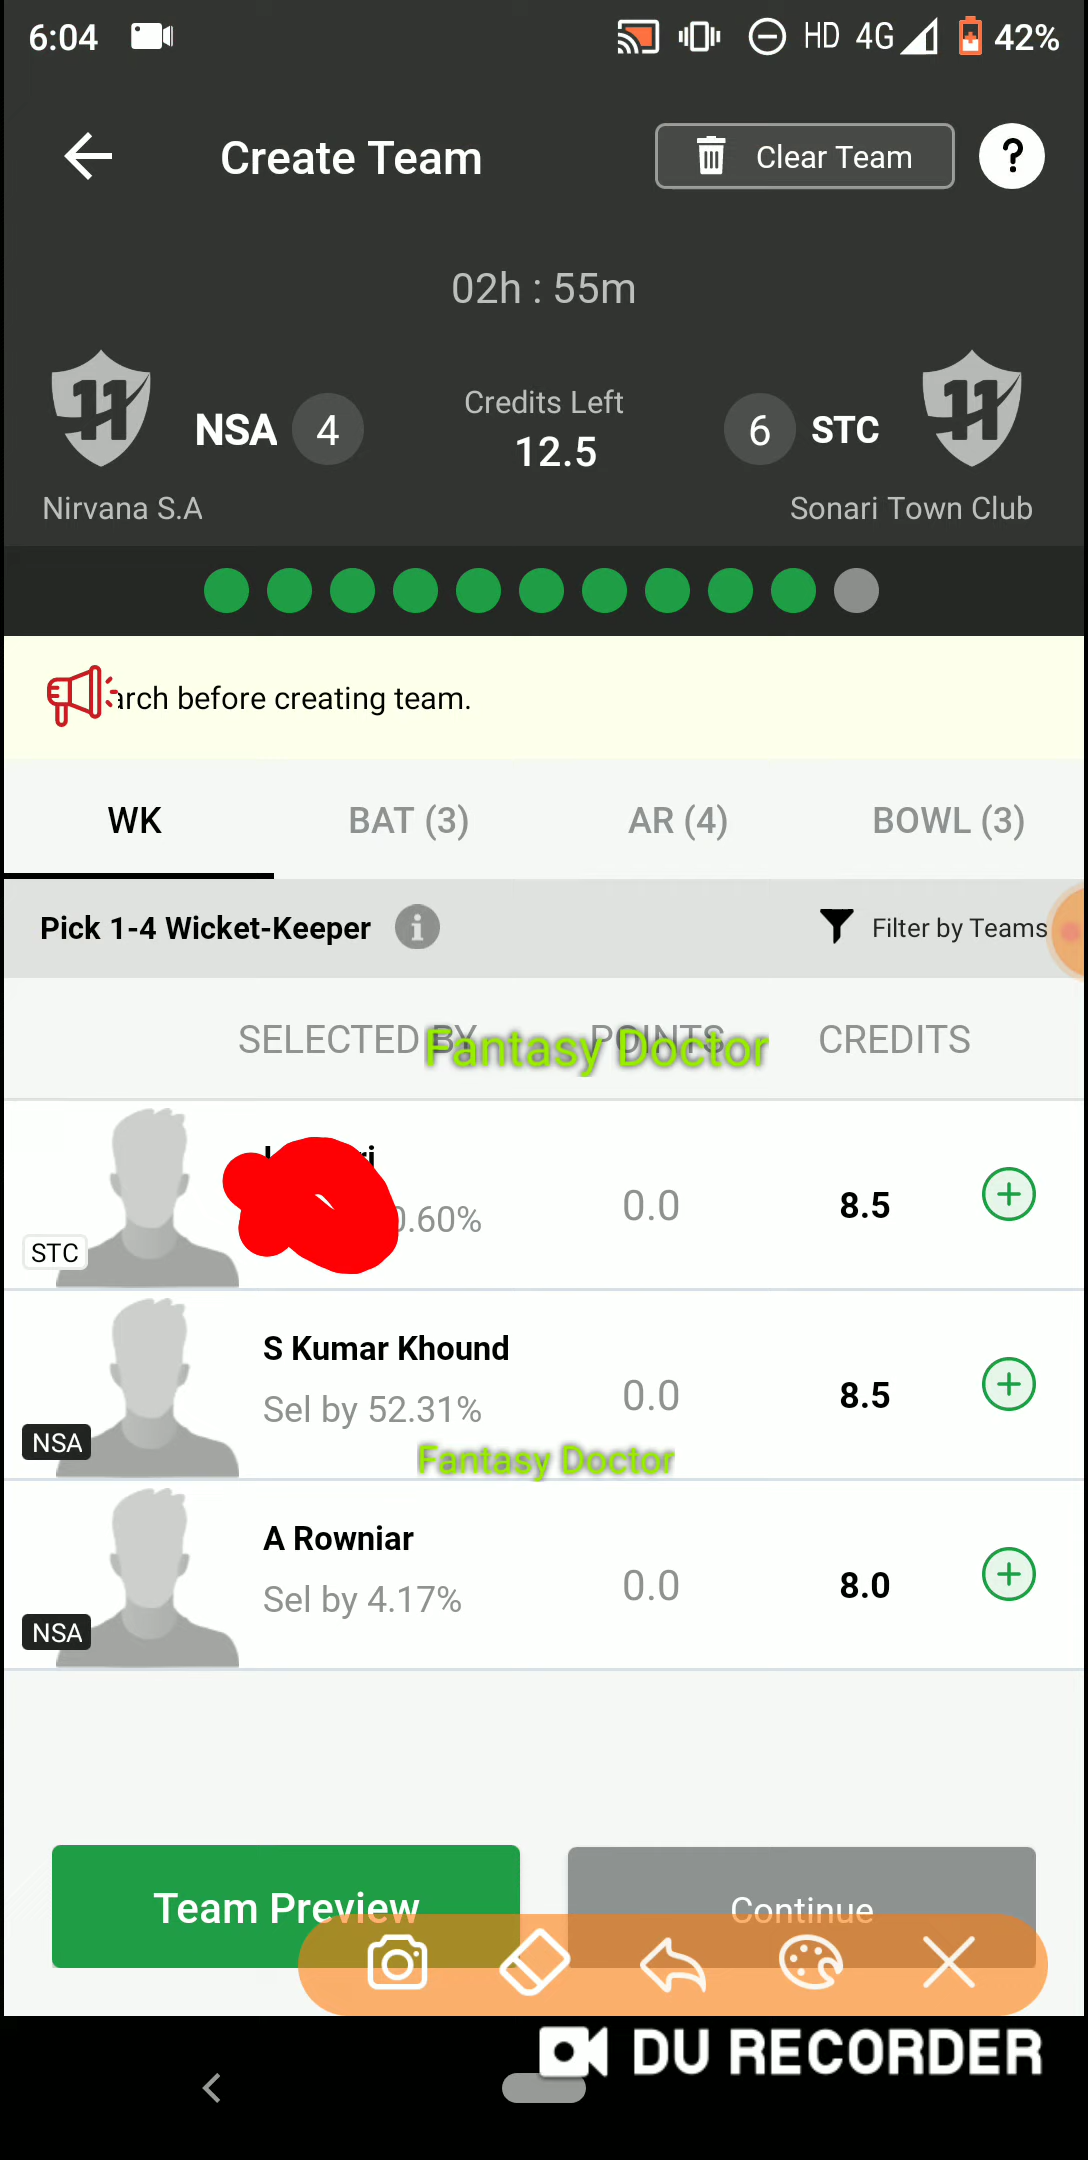 6:04 HD 4G 42%
Create Team Clear Team ?
02h : 55m
Credits Left
NSA 4 12.5 6 STC
Nirvana S.A Sonari Town Club
before creating team.
WK BAT (3) AR (4) BOWL (3)
Pick 1-4 Wicket-Keeper i Filter by Teams
SELECTED BY POINTS CREDITS
Fantasy Doctor
0.0 8.5
STC
S Kumar Khound
Sel by 52.31% 0.0 8.5
NSA
Fantasy Doctor
A Rowniar
Sel by 4.17% 0.0 8.0
NSA
Team Preview Continue
DU RECORDER